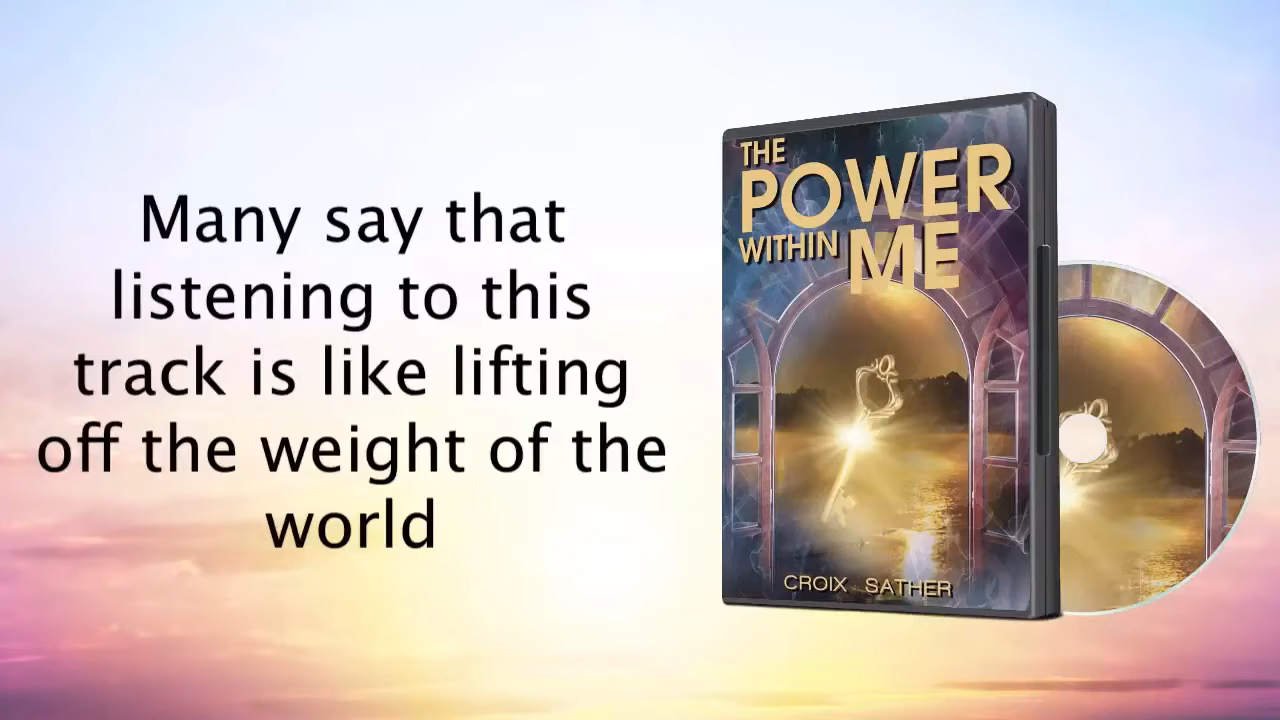 Many say that
listening to this
track is like lifting
off the weight of the
world
THE
POWER
WITHIN ME
CROIX SATHER